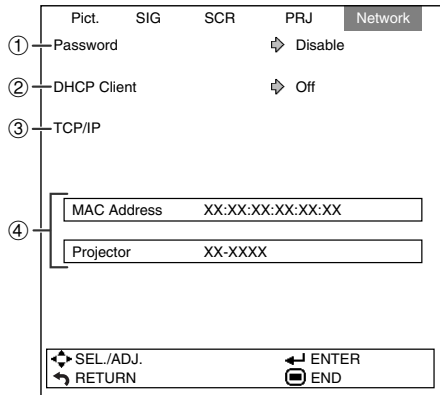 Pict. SIG SCR PRJ Network
① Password Disable
② DHCP Client Off
③ TCP/IP
④
MAC Address XX:XX:XX:XX:XX:XX
Projector XX-XXXX
SEL./ADJ. ENTER
RETURN END